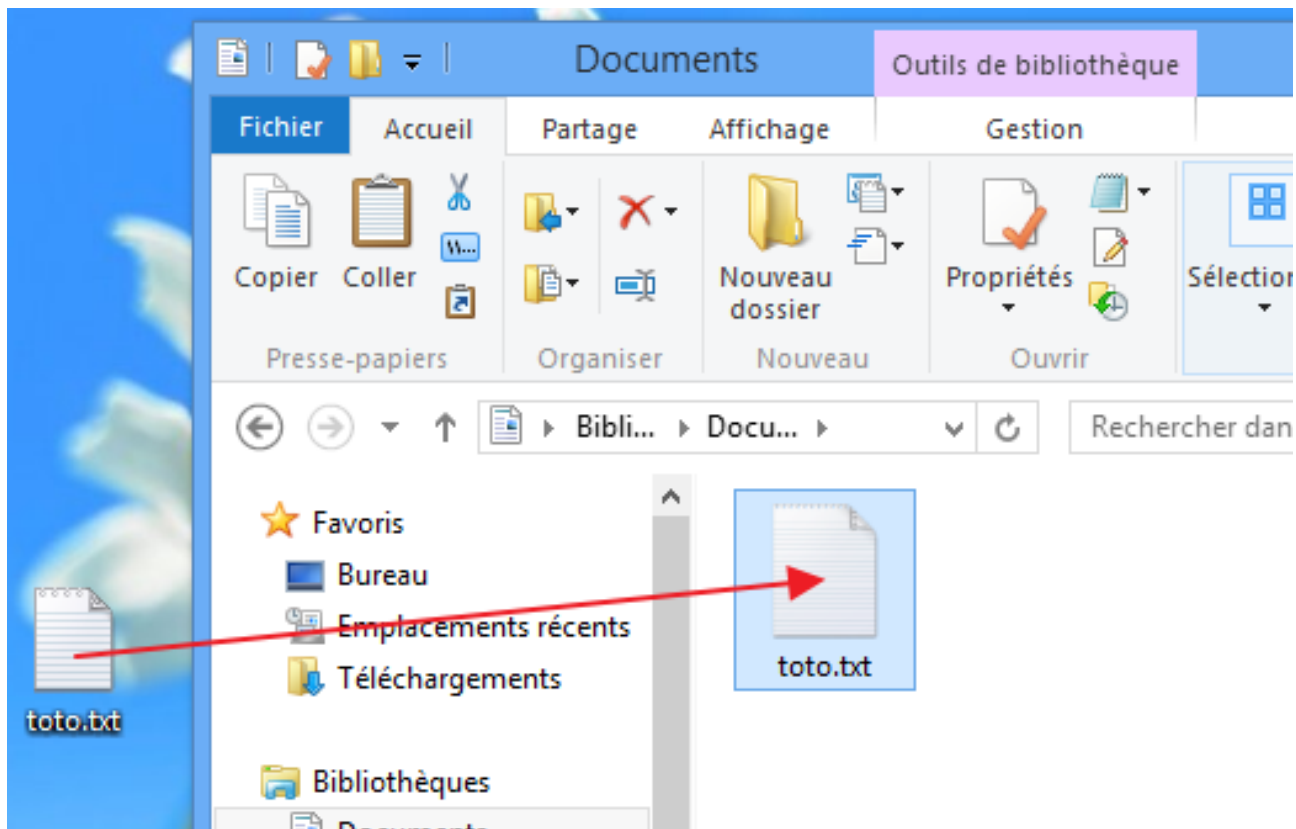 Documents
Outils de bibliothèque
Fichier
Accueil
Partage
Affichage
Gestion
Copier
Coller
Nouveau
dossier
Propriétés
Sélection
Presse-papiers
Organiser
Nouveau
Ouvrir
Bibli...
Docu...
Rechercher dan
Favoris
Bureau
Emplacements récents
Téléchargements
Bibliothèques
Documents
toto.txt
toto.txt